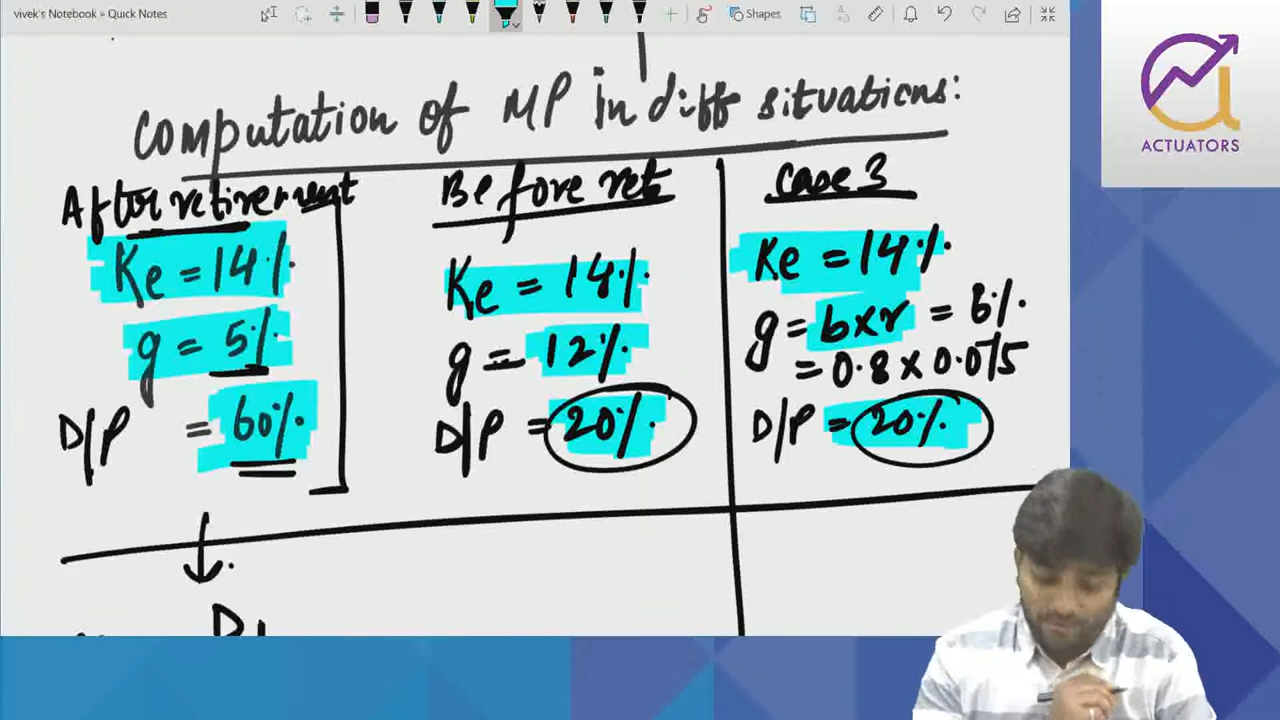 vivek's Notebook » Quick Notes
Shapes
ACTUATORS
Computation of MP in diff situations:
After retirement
Ke = 14%
g = 5%
D/P = 60%
Before ret
Ke = 14%
g = 12%
D/P = 20%
Case 3
Ke = 14%
g = b×r = 6%
= 0.8 × 0.075
D/P = 20%